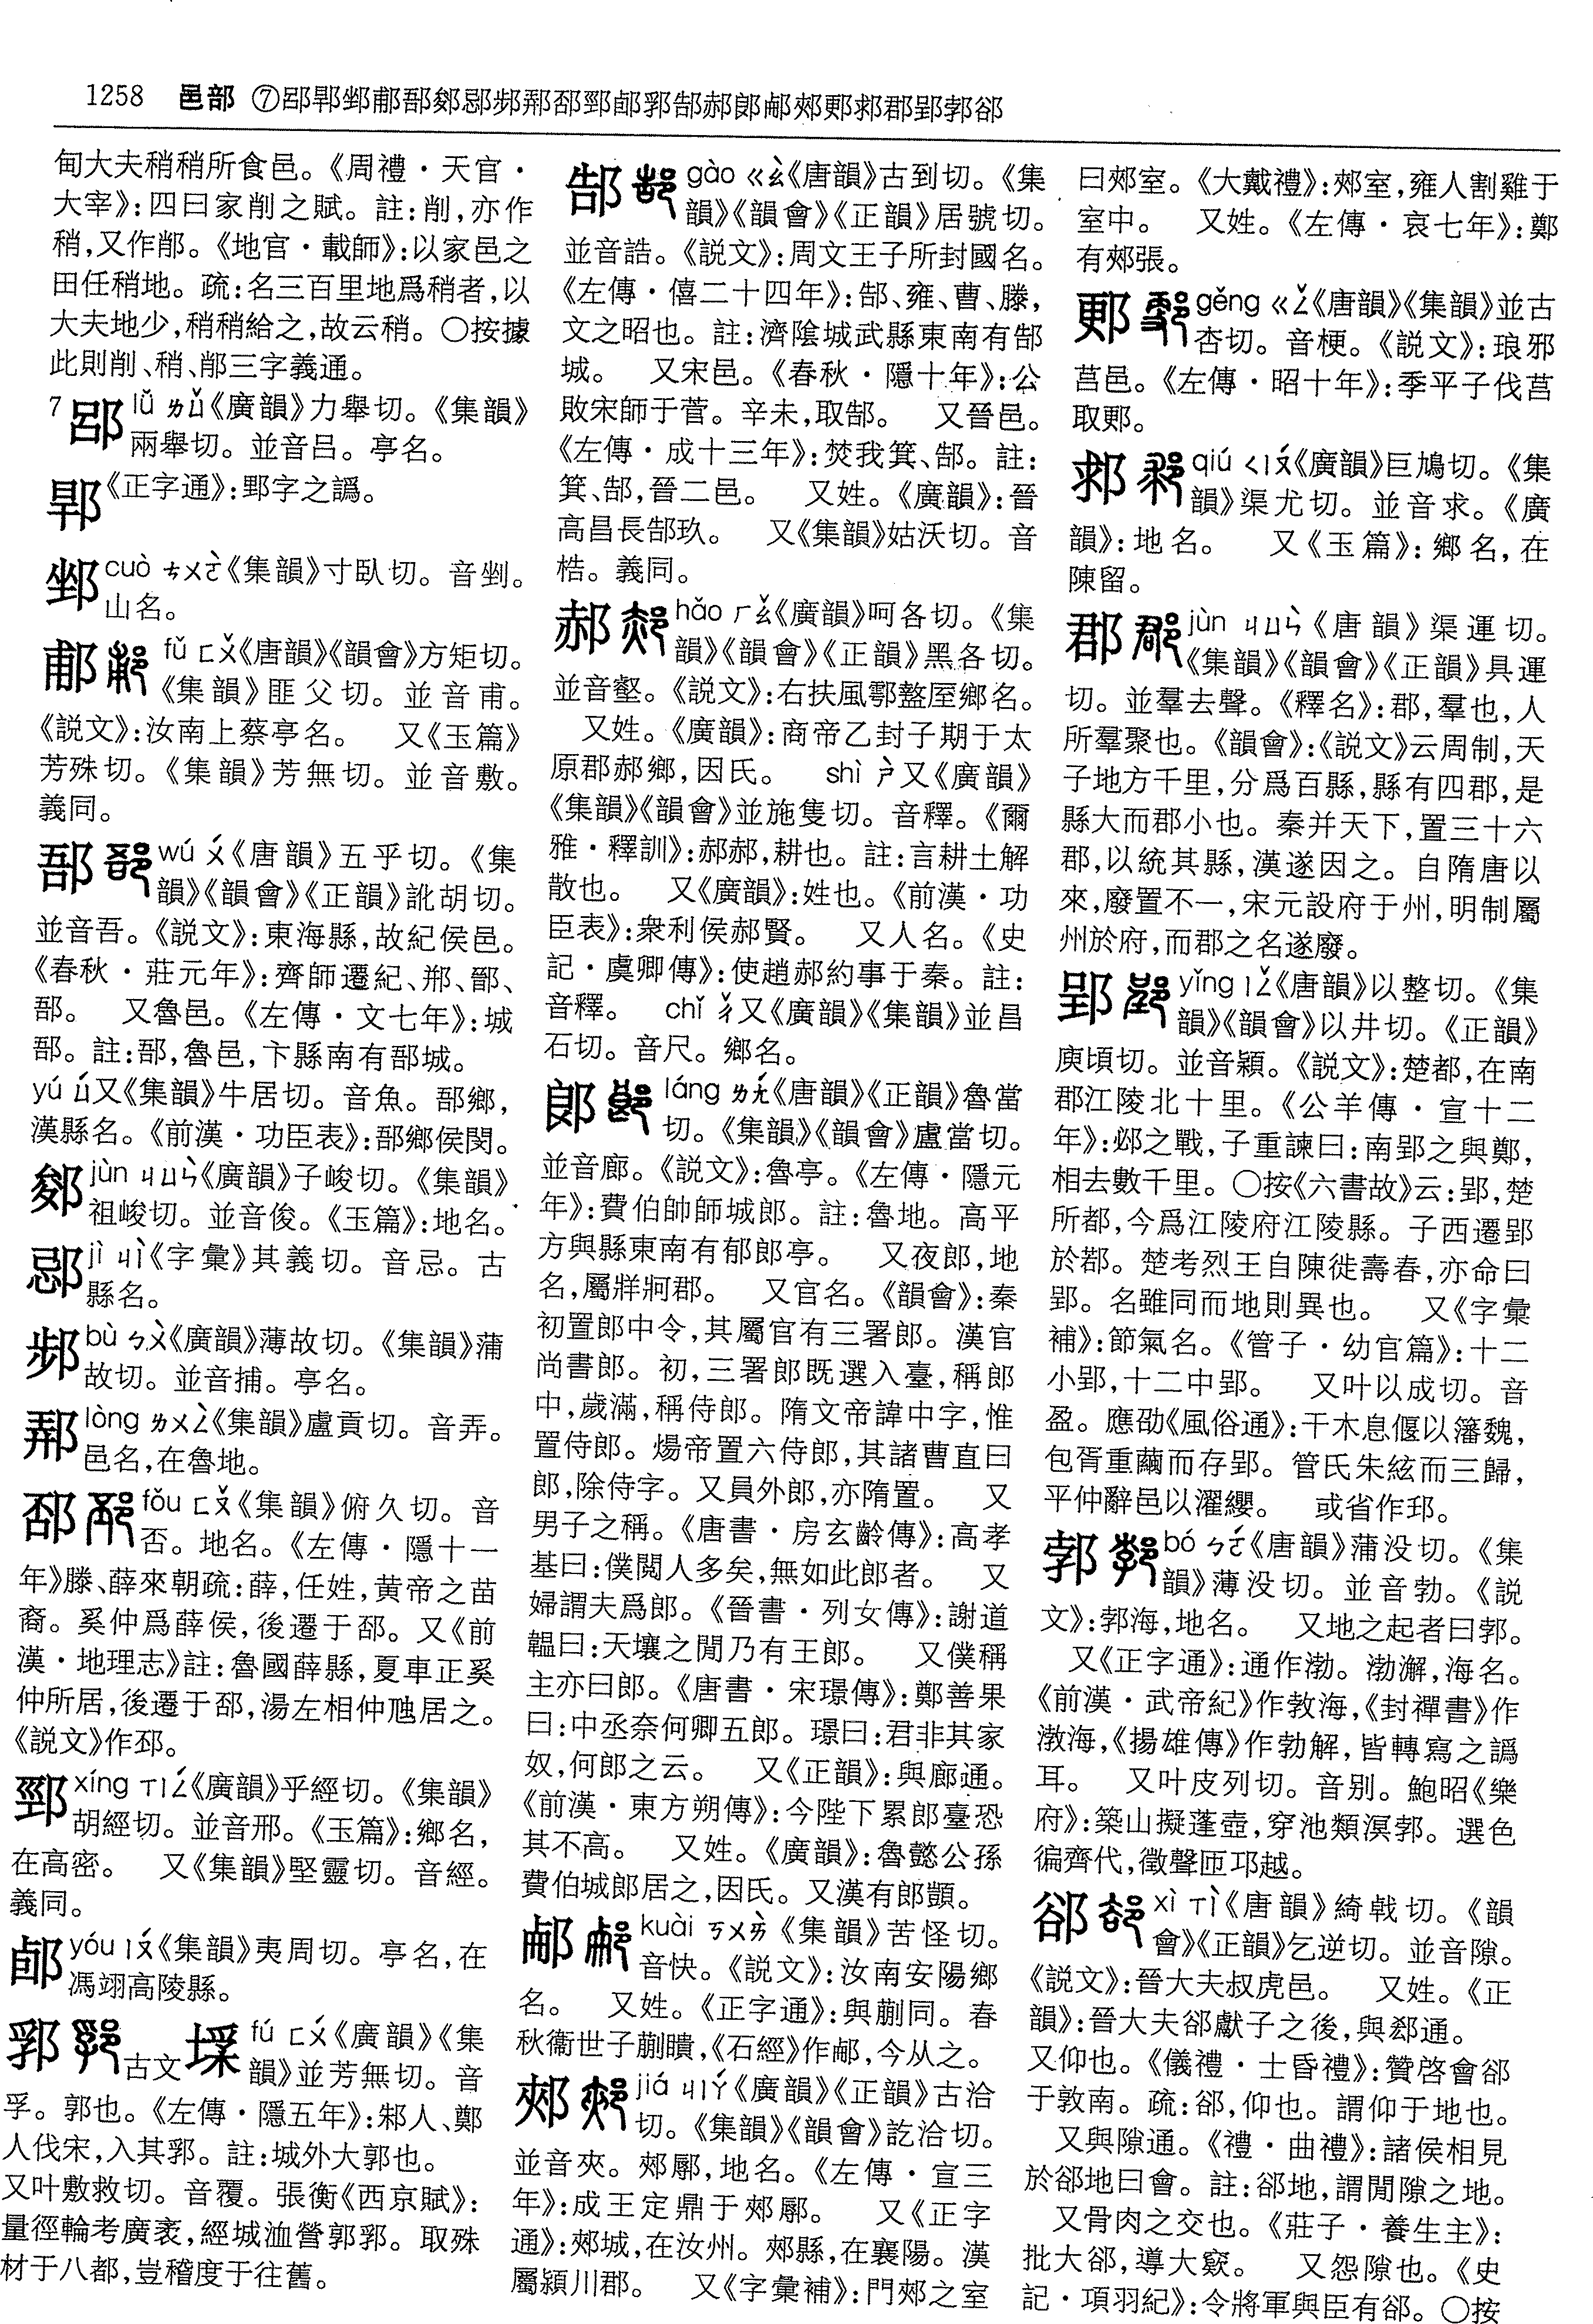 1258 邑部 ⑦郘郢䣆郙郚郯邔郣䢼郚郢郵郛郜郝郎郙郟郠郰郡郢郭郤
甸大夫稍稍所食邑。《周禮·天官·
大宰》:四曰家削之賦。註:削,亦作
稍,又作郻。《地官·載師》:以家邑之
田任稍地。疏:名三百里地爲稍者,以
大夫地少,稍稍給之,故云稍。○按據
此則削、稍、郻三字義通。
7 郘 lǚ ㄌㄩˇ《廣韻》力舉切。《集韻》
兩舉切。並音呂。亭名。
《正字通》:郹字之譌。
cuò ㄘㄨㄛˋ《集韻》寸臥切。音剉。
山名。
郙 fǔ ㄈㄨˇ《唐韻》《韻會》方矩切。
《集韻》匪父切。並音甫。
《説文》:汝南上蔡亭名。 又《玉篇》
芳殊切。《集韻》芳無切。並音敷。
義同。
郚 wú ㄨˊ《唐韻》五乎切。《集
韻》《韻會》《正韻》訛胡切。
並音吾。《説文》:東海縣,故紀侯邑。
《春秋·莊元年》:齊師遷紀、郱、鄑、
郚。 又魯邑。《左傳·文七年》:城
郚。註:郚,魯邑,卞縣南有郚城。
yú ㄩˊ又《集韻》牛居切。音魚。郚鄉,
漢縣名。《前漢·功臣表》:郚鄉侯閔。
jùn ㄐㄩㄣˋ《廣韻》子峻切。《集韻》
祖峻切。並音俊。《玉篇》:地名。
jì ㄐㄧˋ《字彙》其義切。音忌。古
縣名。
bù ㄅㄨˋ《廣韻》薄故切。《集韻》蒲
故切。並音捕。亭名。
lòng ㄌㄨㄥˋ《集韻》盧貢切。音弄。
邑名,在魯地。
fǒu ㄈㄡˇ《集韻》俯久切。音
否。地名。《左傳·隱十一
年》滕、薛來朝疏:薛,任姓,黄帝之苗
裔。奚仲爲薛侯,後遷于邳。又《前
漢·地理志》註:魯國薛縣,夏車正奚
仲所居,後遷于邳,湯左相仲虺居之。
《説文》作邳。
xíng ㄒㄧㄥˊ《廣韻》乎經切。《集韻》
胡經切。並音邢。《玉篇》:鄉名,
在高密。 又《集韻》堅靈切。音經。
義同。
yóu ㄧㄡˊ《集韻》夷周切。亭名,在
馮翊高陵縣。
郛 古文 fú ㄈㄨˊ《廣韻》《集
韻》並芳無切。音
孚。郭也。《左傳·隱五年》:邾人、鄭
人伐宋,入其郛。註:城外大郭也。
又叶敷救切。音覆。張衡《西京賦》:
量徑輪考廣袤,經城洫營郭郛。取殊
材于八都,豈稽度于往舊。
郜 gào ㄍㄠˋ《唐韻》古到切。《集
韻》《韻會》《正韻》居號切。
並音誥。《説文》:周文王子所封國名。
《左傳·僖二十四年》:郜、雍、曹、滕,
文之昭也。註:濟陰城武縣東南有郜
城。 又宋邑。《春秋·隱十年》:公
敗宋師于菅。辛未,取郜。 又晉邑。
《左傳·成十三年》:焚我箕、郜。註:
箕、郜,晉二邑。 又姓。《廣韻》:晉
高昌長郜玖。 又《集韻》姑沃切。音
梏。義同。
郝 hǎo ㄏㄠˇ《廣韻》呵各切。《集
韻》《韻會》《正韻》黑各切。
並音壑。《説文》:右扶風鄠盩厔鄉名。
又姓。《廣韻》:商帝乙封子期于太
原郡郝鄉,因氏。 shì ㄕˋ又《廣韻》
《集韻》《韻會》並施隻切。音釋。《爾
雅·釋訓》:郝郝,耕也。註:言耕土解
散也。 又《廣韻》:姓也。《前漢·功
臣表》:衆利侯郝賢。 又人名。《史
記·虞卿傳》:使趙郝約事于秦。註:
音釋。 chǐ ㄔˇ又《廣韻》《集韻》並昌
石切。音尺。鄉名。
郎 láng ㄌㄤˊ《唐韻》《正韻》魯當
切。《集韻》《韻會》盧當切。
並音廊。《説文》:魯亭。《左傳·隱元
年》:費伯帥師城郎。註:魯地。高平
方與縣東南有郁郎亭。 又夜郎,地
名,屬牂牁郡。 又官名。《韻會》:秦
初置郎中令,其屬官有三署郎。漢官
尚書郎。初,三署郎既選入臺,稱郎
中,歲滿,稱侍郎。隋文帝諱中字,惟
置侍郎。煬帝置六侍郎,其諸曹直曰
郎,除侍字。又員外郎,亦隋置。 又
男子之稱。《唐書·房玄齡傳》:高孝
基曰:僕閱人多矣,無如此郎者。 又
婦謂夫爲郎。《晉書·列女傳》:謝道
韞曰:天壤之閒乃有王郎。 又僕稱
主亦曰郎。《唐書·宋璟傳》:鄭善果
曰:中丞奈何卿五郎。璟曰:君非其家
奴,何郎之云。 又《正韻》:與廊通。
《前漢·東方朔傳》:今陛下累郎臺恐
其不高。 又姓。《廣韻》:魯懿公孫
費伯城郎居之,因氏。又漢有郎顗。
kuài ㄎㄨㄞˋ《集韻》苦怪切。
音快。《説文》:汝南安陽鄉
名。 又姓。《正字通》:與蒯同。春
秋衞世子蒯聵,《石經》作𨛖,今从之。
郟 jiá ㄐㄧㄚˊ《廣韻》《正韻》古洽
切。《集韻》《韻會》訖洽切。
並音夾。郟鄏,地名。《左傳·宣三
年》:成王定鼎于郟鄏。 又《正字
通》:郟城,在汝州。郟縣,在襄陽。漢
屬潁川郡。 又《字彙補》:門郟之室
曰郟室。《大戴禮》:郟室,雍人割雞于
室中。 又姓。《左傳·哀七年》:鄭
有郟張。
郠 gěng ㄍㄥˇ《唐韻》《集韻》並古
杏切。音梗。《説文》:琅邪
莒邑。《左傳·昭十年》:季平子伐莒
取郠。
qiú ㄑㄧㄡˊ《廣韻》巨鳩切。《集
韻》渠尤切。並音求。《廣
韻》:地名。 又《玉篇》:鄉名,在
陳留。
郡 jùn ㄐㄩㄣˋ《唐韻》渠運切。
《集韻》《韻會》《正韻》具運
切。並羣去聲。《釋名》:郡,羣也,人
所羣聚也。《韻會》:《説文》云周制,天
子地方千里,分爲百縣,縣有四郡,是
縣大而郡小也。秦并天下,置三十六
郡,以統其縣,漢遂因之。自隋唐以
來,廢置不一,宋元設府于州,明制屬
州於府,而郡之名遂廢。
郢 yǐng ㄧㄥˇ《唐韻》以整切。《集
韻》《韻會》以井切。《正韻》
庾頃切。並音穎。《説文》:楚都,在南
郡江陵北十里。《公羊傳·宣十二
年》:邲之戰,子重諫曰:南郢之與鄭,
相去數千里。○按《六書故》云:郢,楚
所都,今爲江陵府江陵縣。子西遷郢
於鄀。楚考烈王自陳徙壽春,亦命曰
郢。名雖同而地則異也。 又《字彙
補》:節氣名。《管子·幼官篇》:十二
小郢,十二中郢。 又叶以成切。音
盈。應劭《風俗通》:干木息偃以籓魏,
包胥重繭而存郢。管氏朱絃而三歸,
平仲辭邑以濯纓。 或省作邽。
郣 bó ㄅㄛˊ《唐韻》蒲没切。《集
韻》薄没切。並音勃。《説
文》:郣海,地名。 又地之起者曰郣。
又《正字通》:通作渤。渤澥,海名。
《前漢·武帝紀》作敦海,《封禪書》作
潡海,《揚雄傳》作勃解,皆轉寫之譌
耳。 又叶皮列切。音别。鮑昭《樂
府》:築山擬蓬壺,穿池類溟郣。選色
徧齊代,徵聲匝邛越。
郤 xì ㄒㄧˋ《唐韻》綺戟切。《韻
會》《正韻》乞逆切。並音隙。
《説文》:晉大夫叔虎邑。 又姓。《正
韻》:晉大夫郤獻子之後,與郄通。
又仰也。《儀禮·士昏禮》:贊啓會郤
于敦南。疏:郤,仰也。謂仰于地也。
又與隙通。《禮·曲禮》:諸侯相見
於郤地曰會。註:郤地,謂閒隙之地。
又骨肉之交也。《莊子·養生主》:
批大郤,導大窾。 又怨隙也。《史
記·項羽紀》:令將軍與臣有郤。○按